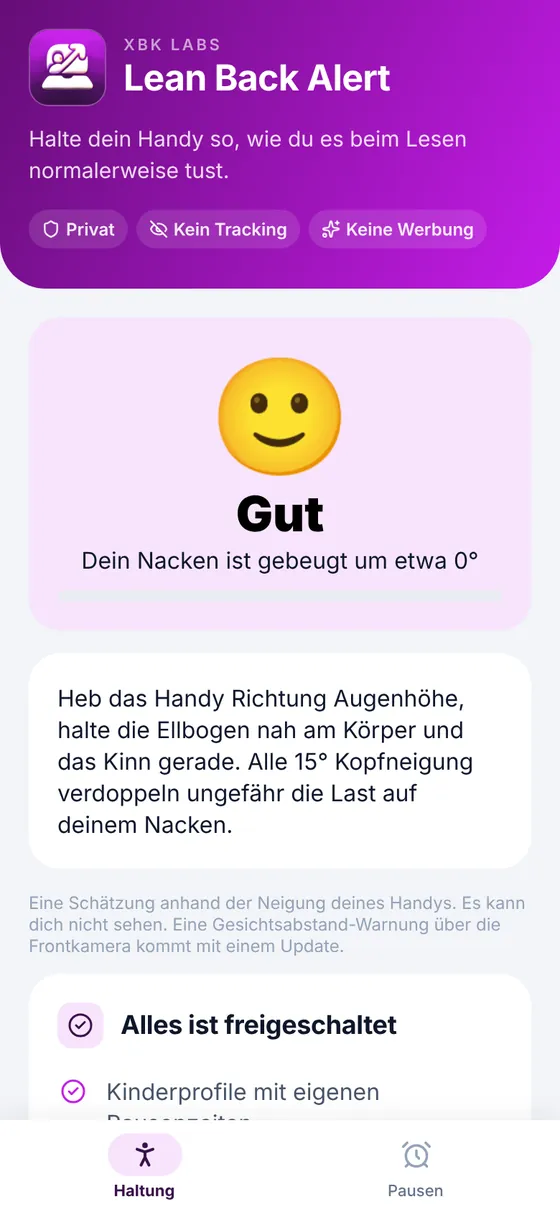 XBK LABS
Lean Back Alert
Halte dein Handy so, wie du es beim Lesen
normalerweise tust.
Privat
Kein Tracking
Keine Werbung
Gut
Dein Nacken ist gebeugt um etwa 0°
Heb das Handy Richtung Augenhöhe,
halte die Ellbogen nah am Körper und
das Kinn gerade. Alle 15° Kopfneigung
verdoppeln ungefähr die Last auf
deinem Nacken.
Eine Schätzung anhand der Neigung deines Handys. Es kann
dich nicht sehen. Eine Gesichtsabstand-Warnung über die
Frontkamera kommt mit einem Update.
Alles ist freigeschaltet
Kinderprofile mit eigenen
Haltung
Pausen